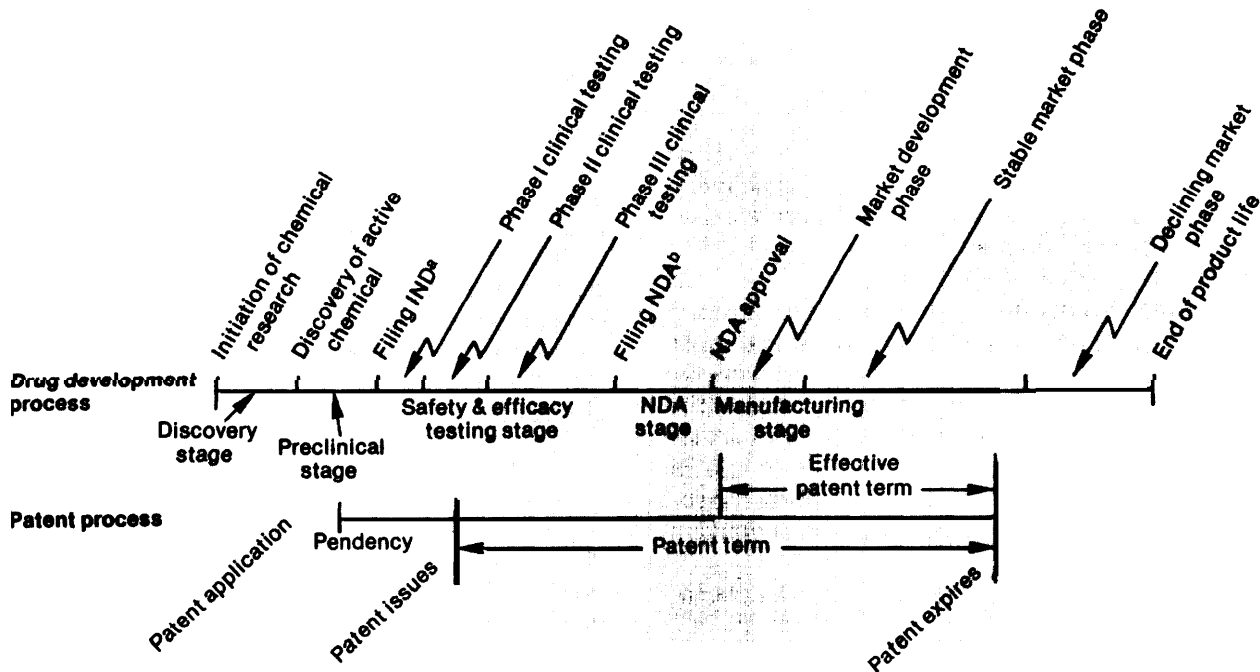 Initiation of chemical
research
Discovery of active
chemical
Filing INDᵃ
Phase I clinical testing
Phase II clinical testing
Phase III clinical
testing
Filing NDAᵇ
NDA approval
Market development
phase
Stable market phase
Declining market
phase
End of product life
Drug development
process
Discovery
stage
Preclinical
stage
Safety & efficacy
testing stage
NDA
stage
Manufacturing
stage
Effective
patent term
Patent process
Pendency
Patent term
Patent application
Patent issues
Patent expires